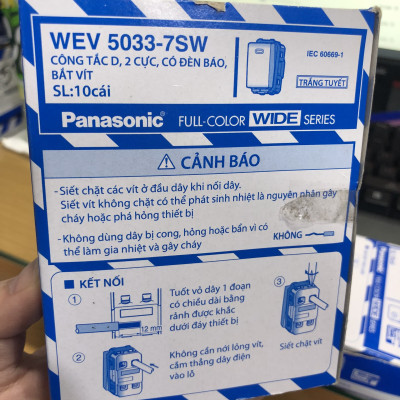 WEV 5033-7SW
CÔNG TẮC D, 2 CỰC, CÓ ĐÈN BÁO,
BẮT VÍT
SL:10cái
IEC 60669-1
TRẮNG TUYẾT
Panasonic FULL-COLOR WIDE SERIES
CẢNH BÁO
-Siết chặt các vít ở đầu dây khi nối dây.
Siết vít không chặt có thể phát sinh nhiệt là nguyên nhân gây
cháy hoặc phá hỏng thiết bị
-Không dùng dây bị cong, hỏng hoặc bẩn vì có
thể làm gia nhiệt và gây cháy
KHÔNG
KẾT NỐI
1
Tuốt vỏ dây 1 đoạn
có chiều dài bằng
rảnh được khắc
dưới đáy thiết bị
12 mm
2
Không cần nới lỏng vít,
cắm thẳng dây điện
vào lỗ
3
Siết chặt vít
Panasonic